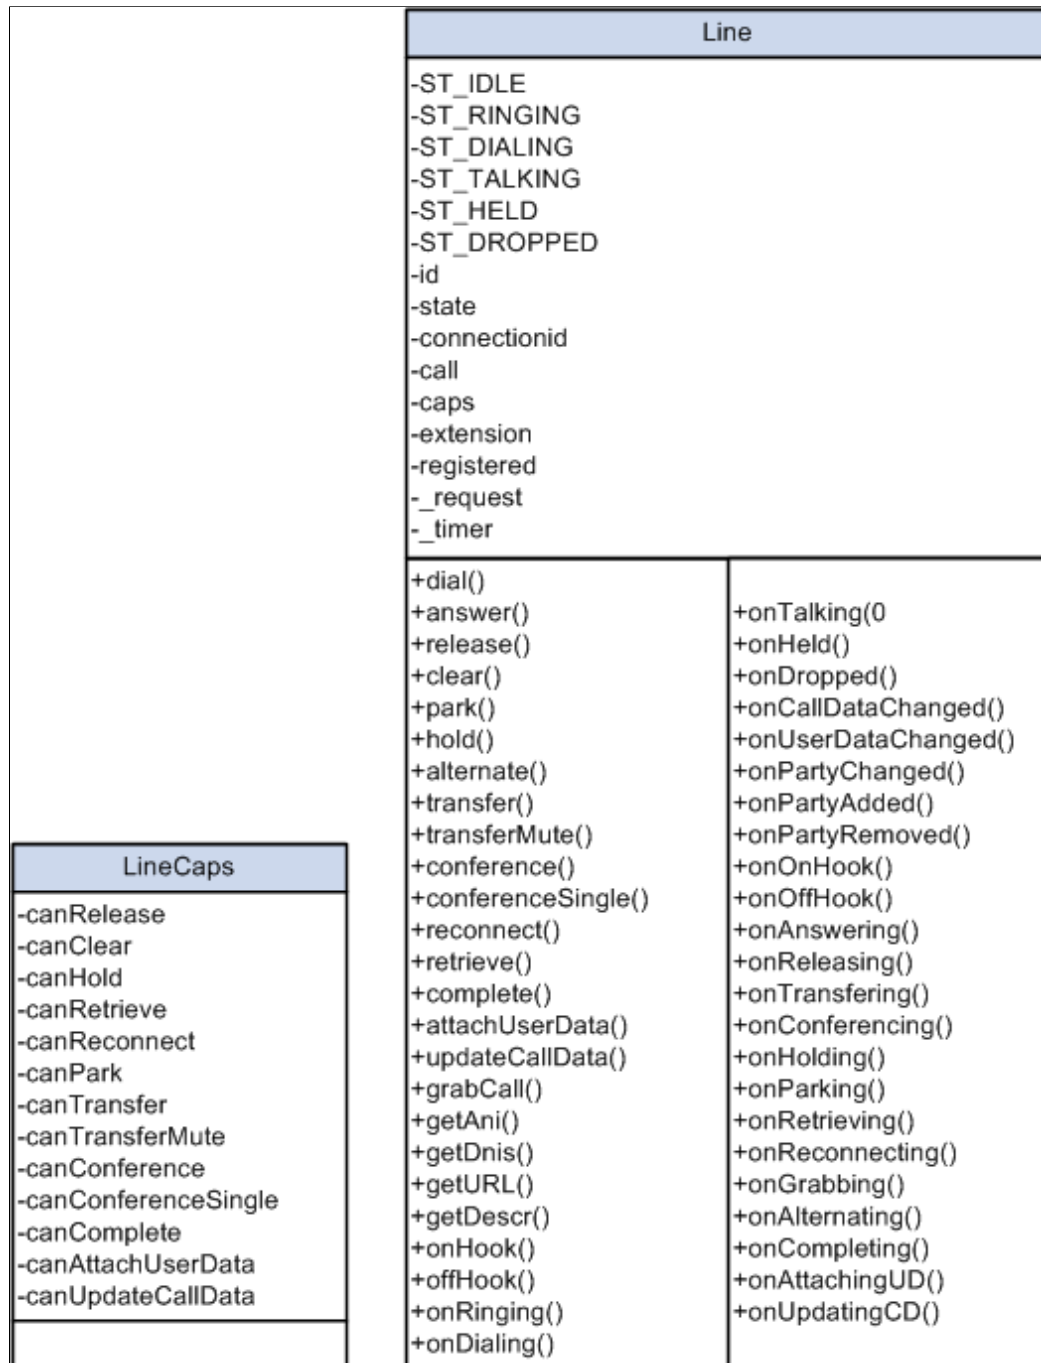 Line
-ST_IDLE
-ST_RINGING
-ST_DIALING
-ST_TALKING
-ST_HELD
-ST_DROPPED
-id
-state
-connectionid
-call
-caps
-extension
-registered
-_request
-_timer
+dial()
+answer()
+release()
+clear()
+park()
+hold()
+alternate()
+transfer()
+transferMute()
+conference()
+conferenceSingle()
+reconnect()
+retrieve()
+complete()
+attachUserData()
+updateCallData()
+grabCall()
+getAni()
+getDnis()
+getURL()
+getDescr()
+onHook()
+offHook()
+onRinging()
+onDialing()
+onTalking(0
+onHeld()
+onDropped()
+onCallDataChanged()
+onUserDataChanged()
+onPartyChanged()
+onPartyAdded()
+onPartyRemoved()
+onOnHook()
+onOffHook()
+onAnswering()
+onReleasing()
+onTransfering()
+onConferencing()
+onHolding()
+onParking()
+onRetrieving()
+onReconnecting()
+onGrabbing()
+onAlternating()
+onCompleting()
+onAttachingUD()
+onUpdatingCD()
LineCaps
-canRelease
-canClear
-canHold
-canRetrieve
-canReconnect
-canPark
-canTransfer
-canTransferMute
-canConference
-canConferenceSingle
-canComplete
-canAttachUserData
-canUpdateCallData